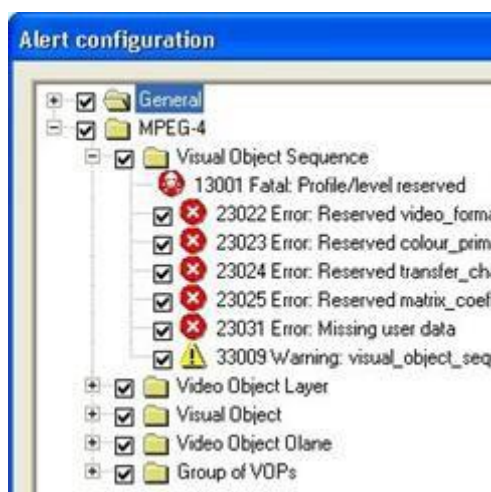 Alert configuration
General
MPEG-4
Visual Object Sequence
13001 Fatal: Profile/level reserved
23022 Error: Reserved video_forma
23023 Error: Reserved colour_prim
23024 Error: Reserved transfer_cha
23025 Error: Reserved matrix_coef
23031 Error: Missing user data
33009 Warning: visual_object_seq
Video Object Layer
Visual Object
Video Object Olane
Group of VOPs